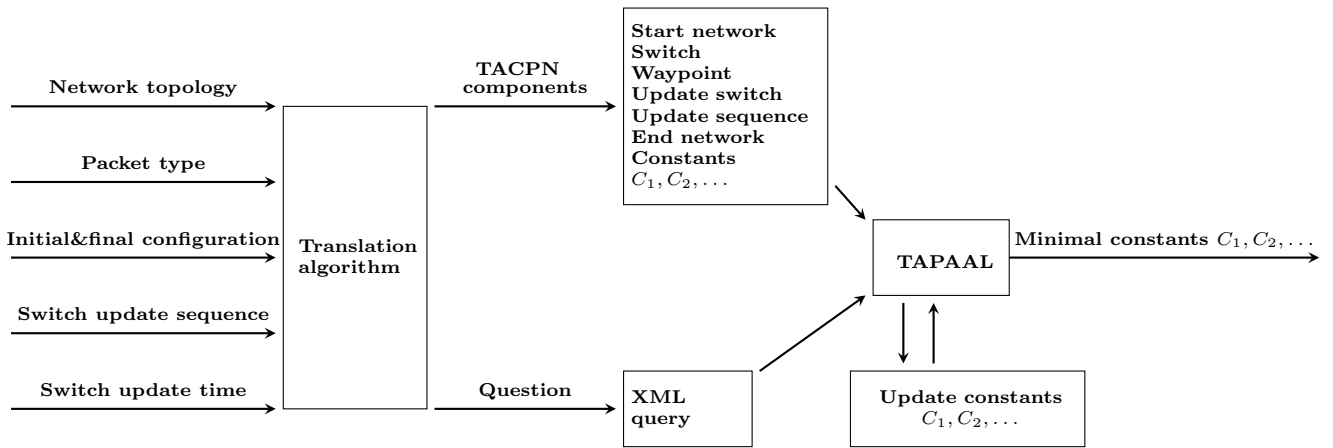 Network topology
Packet type
Initial&final configuration
Switch update sequence
Switch update time
Translation
algorithm
TACPN
components
Question
Start network
Switch
Waypoint
Update switch
Update sequence
End network
Constants
C₁, C₂, …
XML
query
TAPAAL
Update constants
C₁, C₂, …
Minimal constants C₁, C₂, …